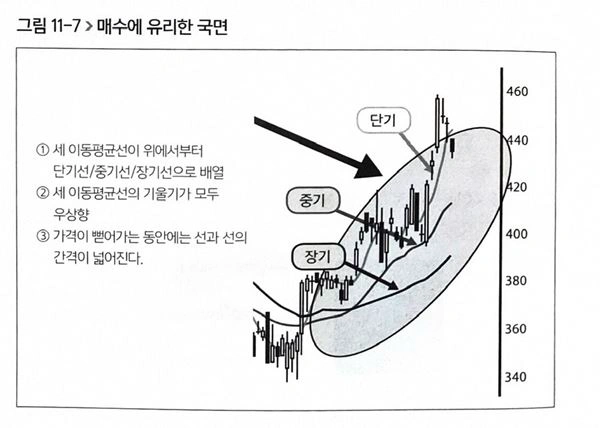 그림 11-7 > 매수에 유리한 국면
① 세 이동평균선이 위에서부터
단기선/중기선/장기선으로 배열
② 세 이동평균선의 기울기가 모두
우상향
③ 가격이 뻗어가는 동안에는 선과 선의
간격이 넓어진다.
단기
중기
장기
460
440
420
400
380
360
340